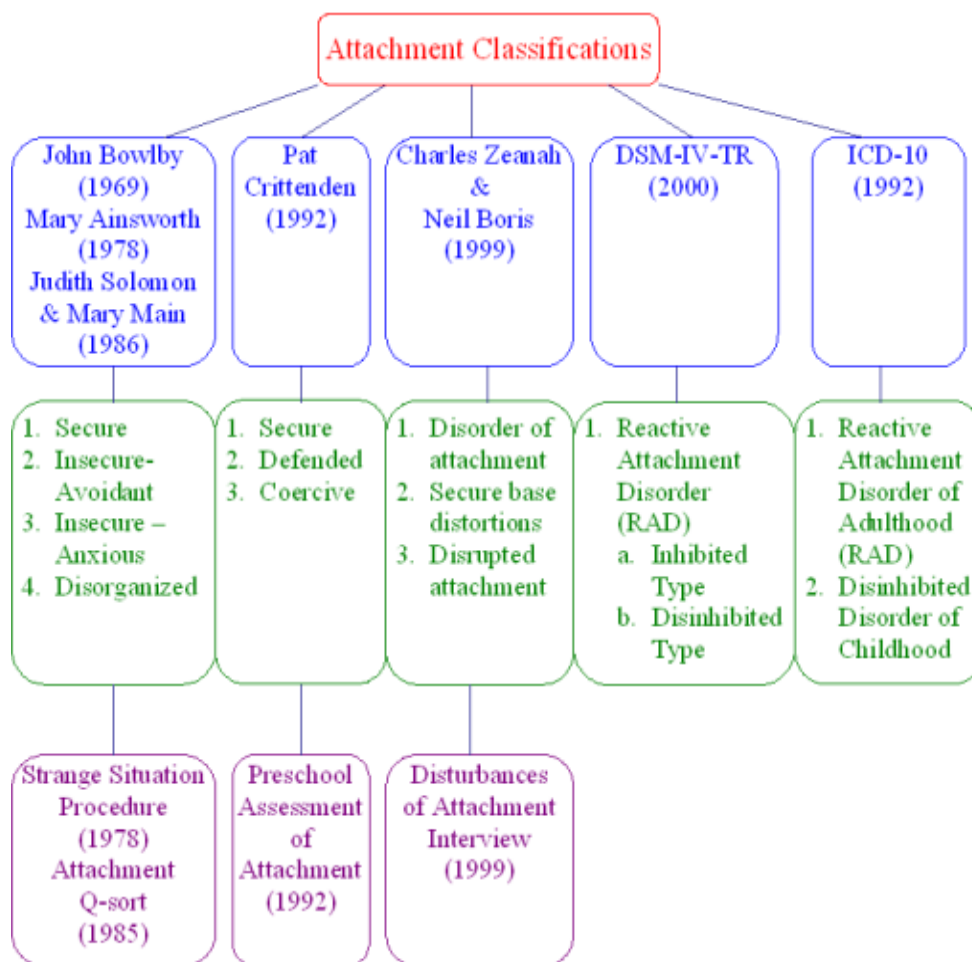 Attachment Classifications
John Bowlby
(1969)
Mary Ainsworth
(1978)
Judith Solomon
& Mary Main
(1986)
Pat
Crittenden
(1992)
Charles Zeanah
&
Neil Boris
(1999)
DSM-IV-TR
(2000)
ICD-10
(1992)
1. Secure
2. Insecure-
Avoidant
3. Insecure –
Anxious
4. Disorganized
1. Secure
2. Defended
3. Coercive
1. Disorder of
attachment
2. Secure base
distortions
3. Disrupted
attachment
1. Reactive
Attachment
Disorder
(RAD)
a. Inhibited
Type
b. Disinhibited
Type
1. Reactive
Attachment
Disorder of
Adulthood
(RAD)
2. Disinhibited
Disorder of
Childhood
Strange Situation
Procedure
(1978)
Attachment
Q-sort
(1985)
Preschool
Assessment
of
Attachment
(1992)
Disturbances
of Attachment
Interview
(1999)